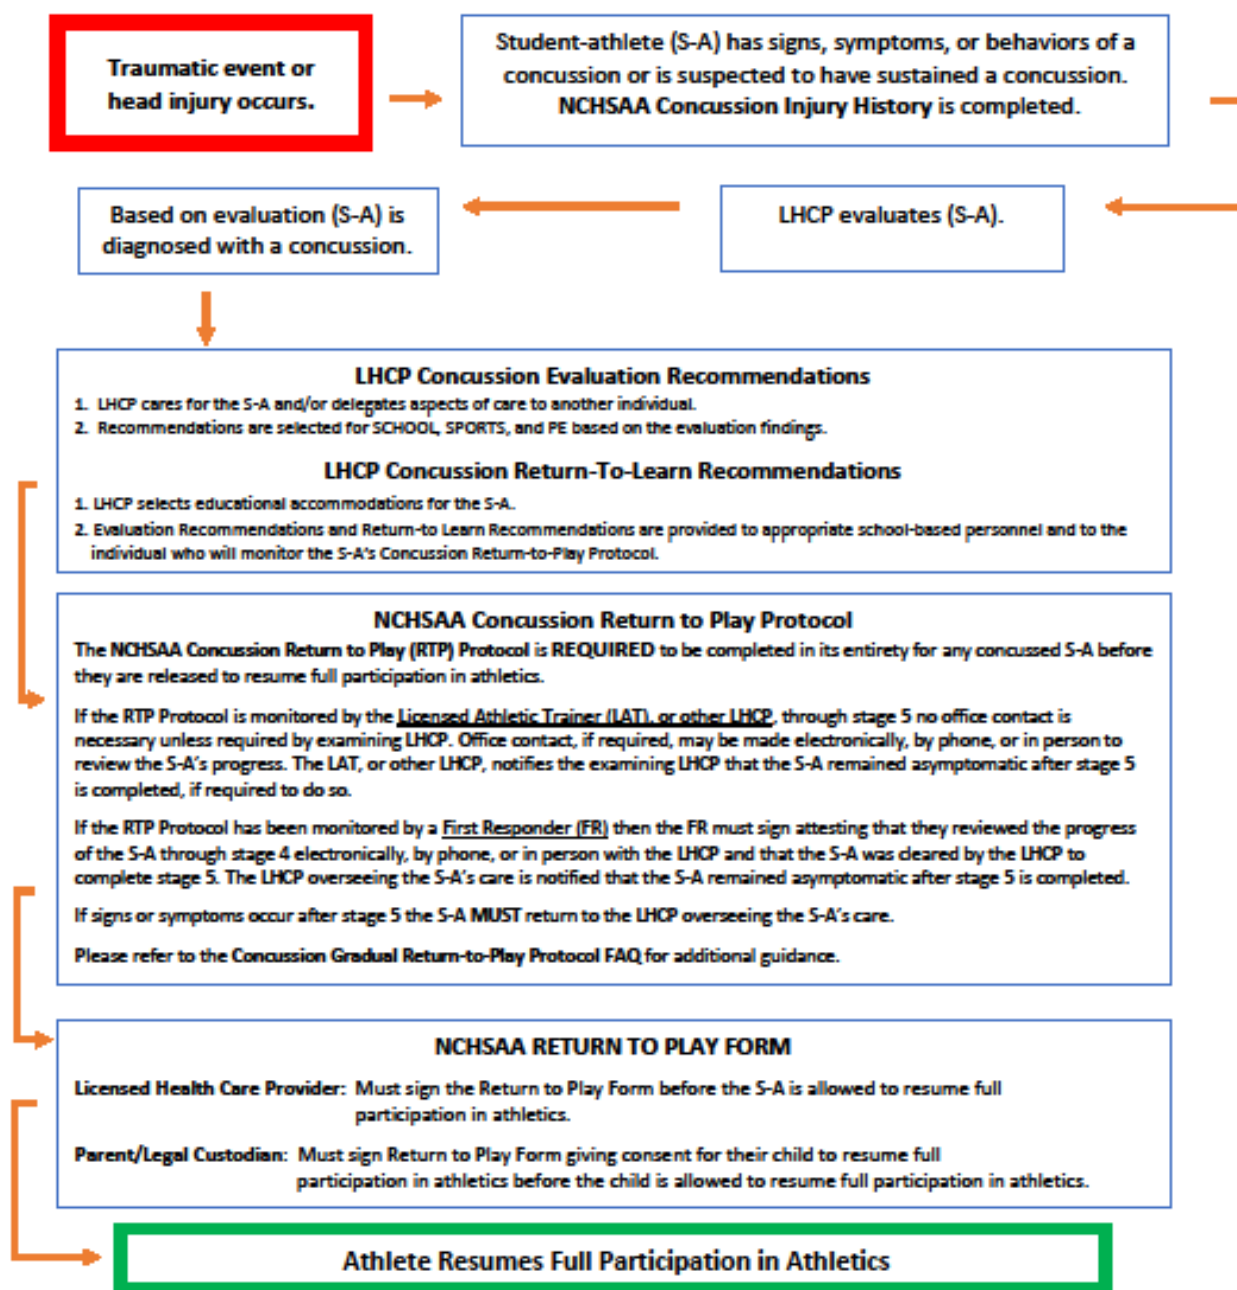 Traumatic event or
head injury occurs.
Student-athlete (S-A) has signs, symptoms, or behaviors of a
concussion or is suspected to have sustained a concussion.
NCHSAA Concussion Injury History is completed.
LHCP evaluates (S-A).
Based on evaluation (S-A) is
diagnosed with a concussion.
LHCP Concussion Evaluation Recommendations
1. LHCP cares for the S-A and/or delegates aspects of care to another individual.
2. Recommendations are selected for SCHOOL, SPORTS, and PE based on the evaluation findings.
LHCP Concussion Return-To-Learn Recommendations
1. LHCP selects educational accommodations for the S-A.
2. Evaluation Recommendations and Return-to Learn Recommendations are provided to appropriate school-based personnel and to the
individual who will monitor the S-A's Concussion Return-to-Play Protocol.
NCHSAA Concussion Return to Play Protocol
The NCHSAA Concussion Return to Play (RTP) Protocol is REQUIRED to be completed in its entirety for any concussed S-A before
they are released to resume full participation in athletics.
If the RTP Protocol is monitored by the Licensed Athletic Trainer (LAT), or other LHCP, through stage 5 no office contact is
necessary unless required by examining LHCP. Office contact, if required, may be made electronically, by phone, or in person to
review the S-A's progress. The LAT, or other LHCP, notifies the examining LHCP that the S-A remained asymptomatic after stage 5
is completed, if required to do so.
If the RTP Protocol has been monitored by a First Responder (FR) then the FR must sign attesting that they reviewed the progress
of the S-A through stage 4 electronically, by phone, or in person with the LHCP and that the S-A was cleared by the LHCP to
complete stage 5. The LHCP overseeing the S-A's care is notified that the S-A remained asymptomatic after stage 5 is completed.
If signs or symptoms occur after stage 5 the S-A MUST return to the LHCP overseeing the S-A's care.
Please refer to the Concussion Gradual Return-to-Play Protocol FAQ for additional guidance.
NCHSAA RETURN TO PLAY FORM
Licensed Health Care Provider: Must sign the Return to Play Form before the S-A is allowed to resume full
participation in athletics.
Parent/Legal Custodian: Must sign Return to Play Form giving consent for their child to resume full
participation in athletics before the child is allowed to resume full participation in athletics.
Athlete Resumes Full Participation in Athletics